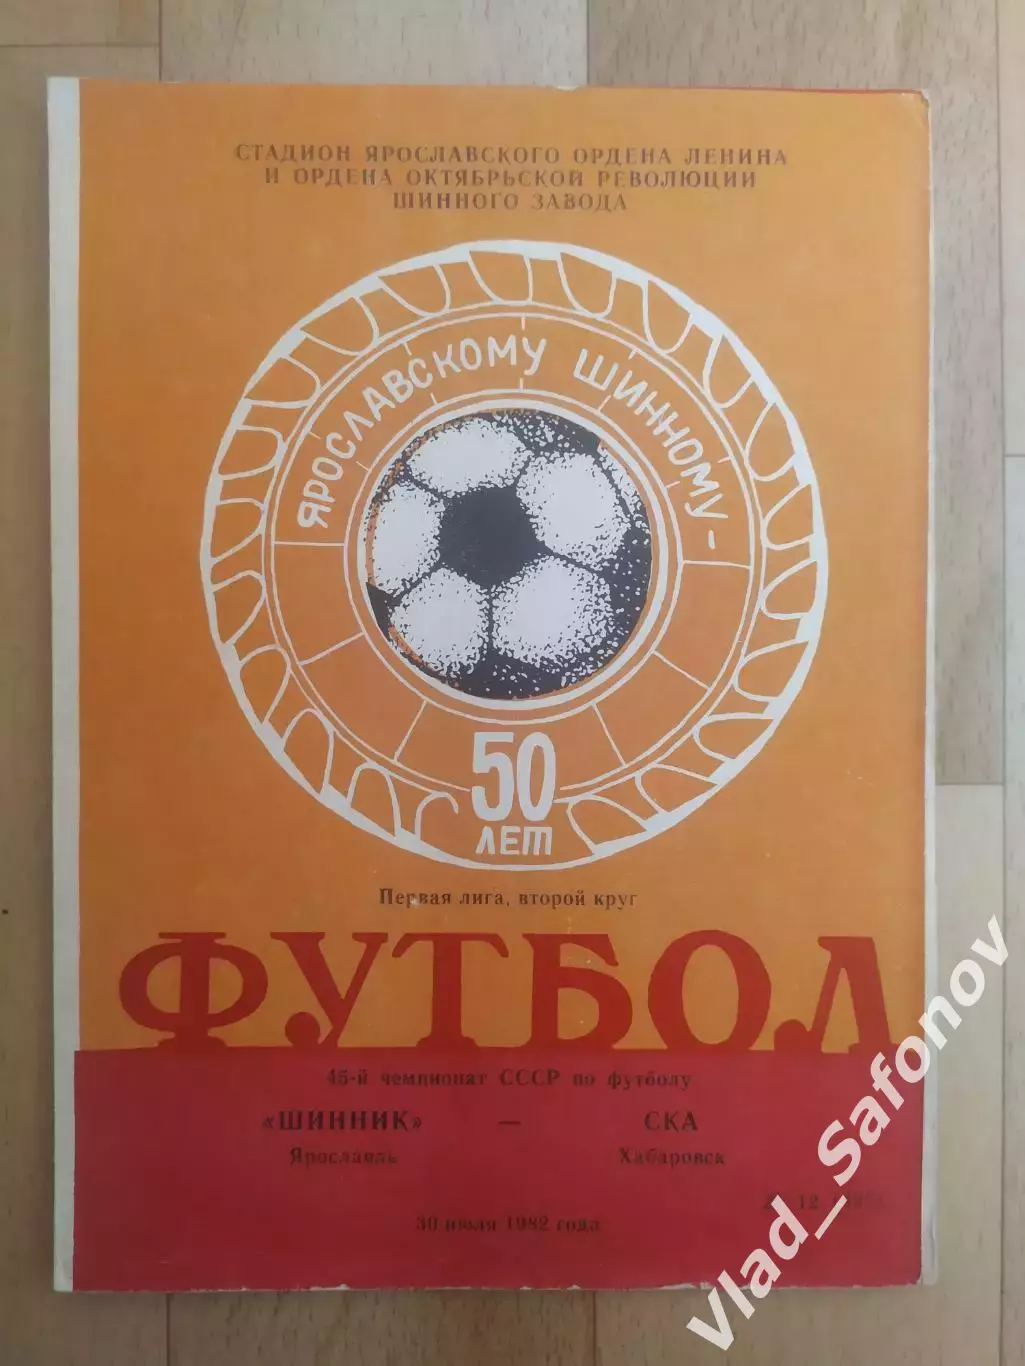 СТАДИОН ЯРОСЛАВСКОГО ОРДЕНА ЛЕНИНА
И ОРДЕНА ОКТЯБРЬСКОЙ РЕВОЛЮЦИИ
ШИННОГО ЗАВОДА
ЯРОСЛАВСКОМУ ШИННОМУ -
50
ЛЕТ
Первая лига, второй круг
ФУТБОЛ
45-й чемпионат СССР по футболу
«ШИННИК» — СКА
Ярославль Хабаровск
30 июля 1982 года
Vlad_Safonov